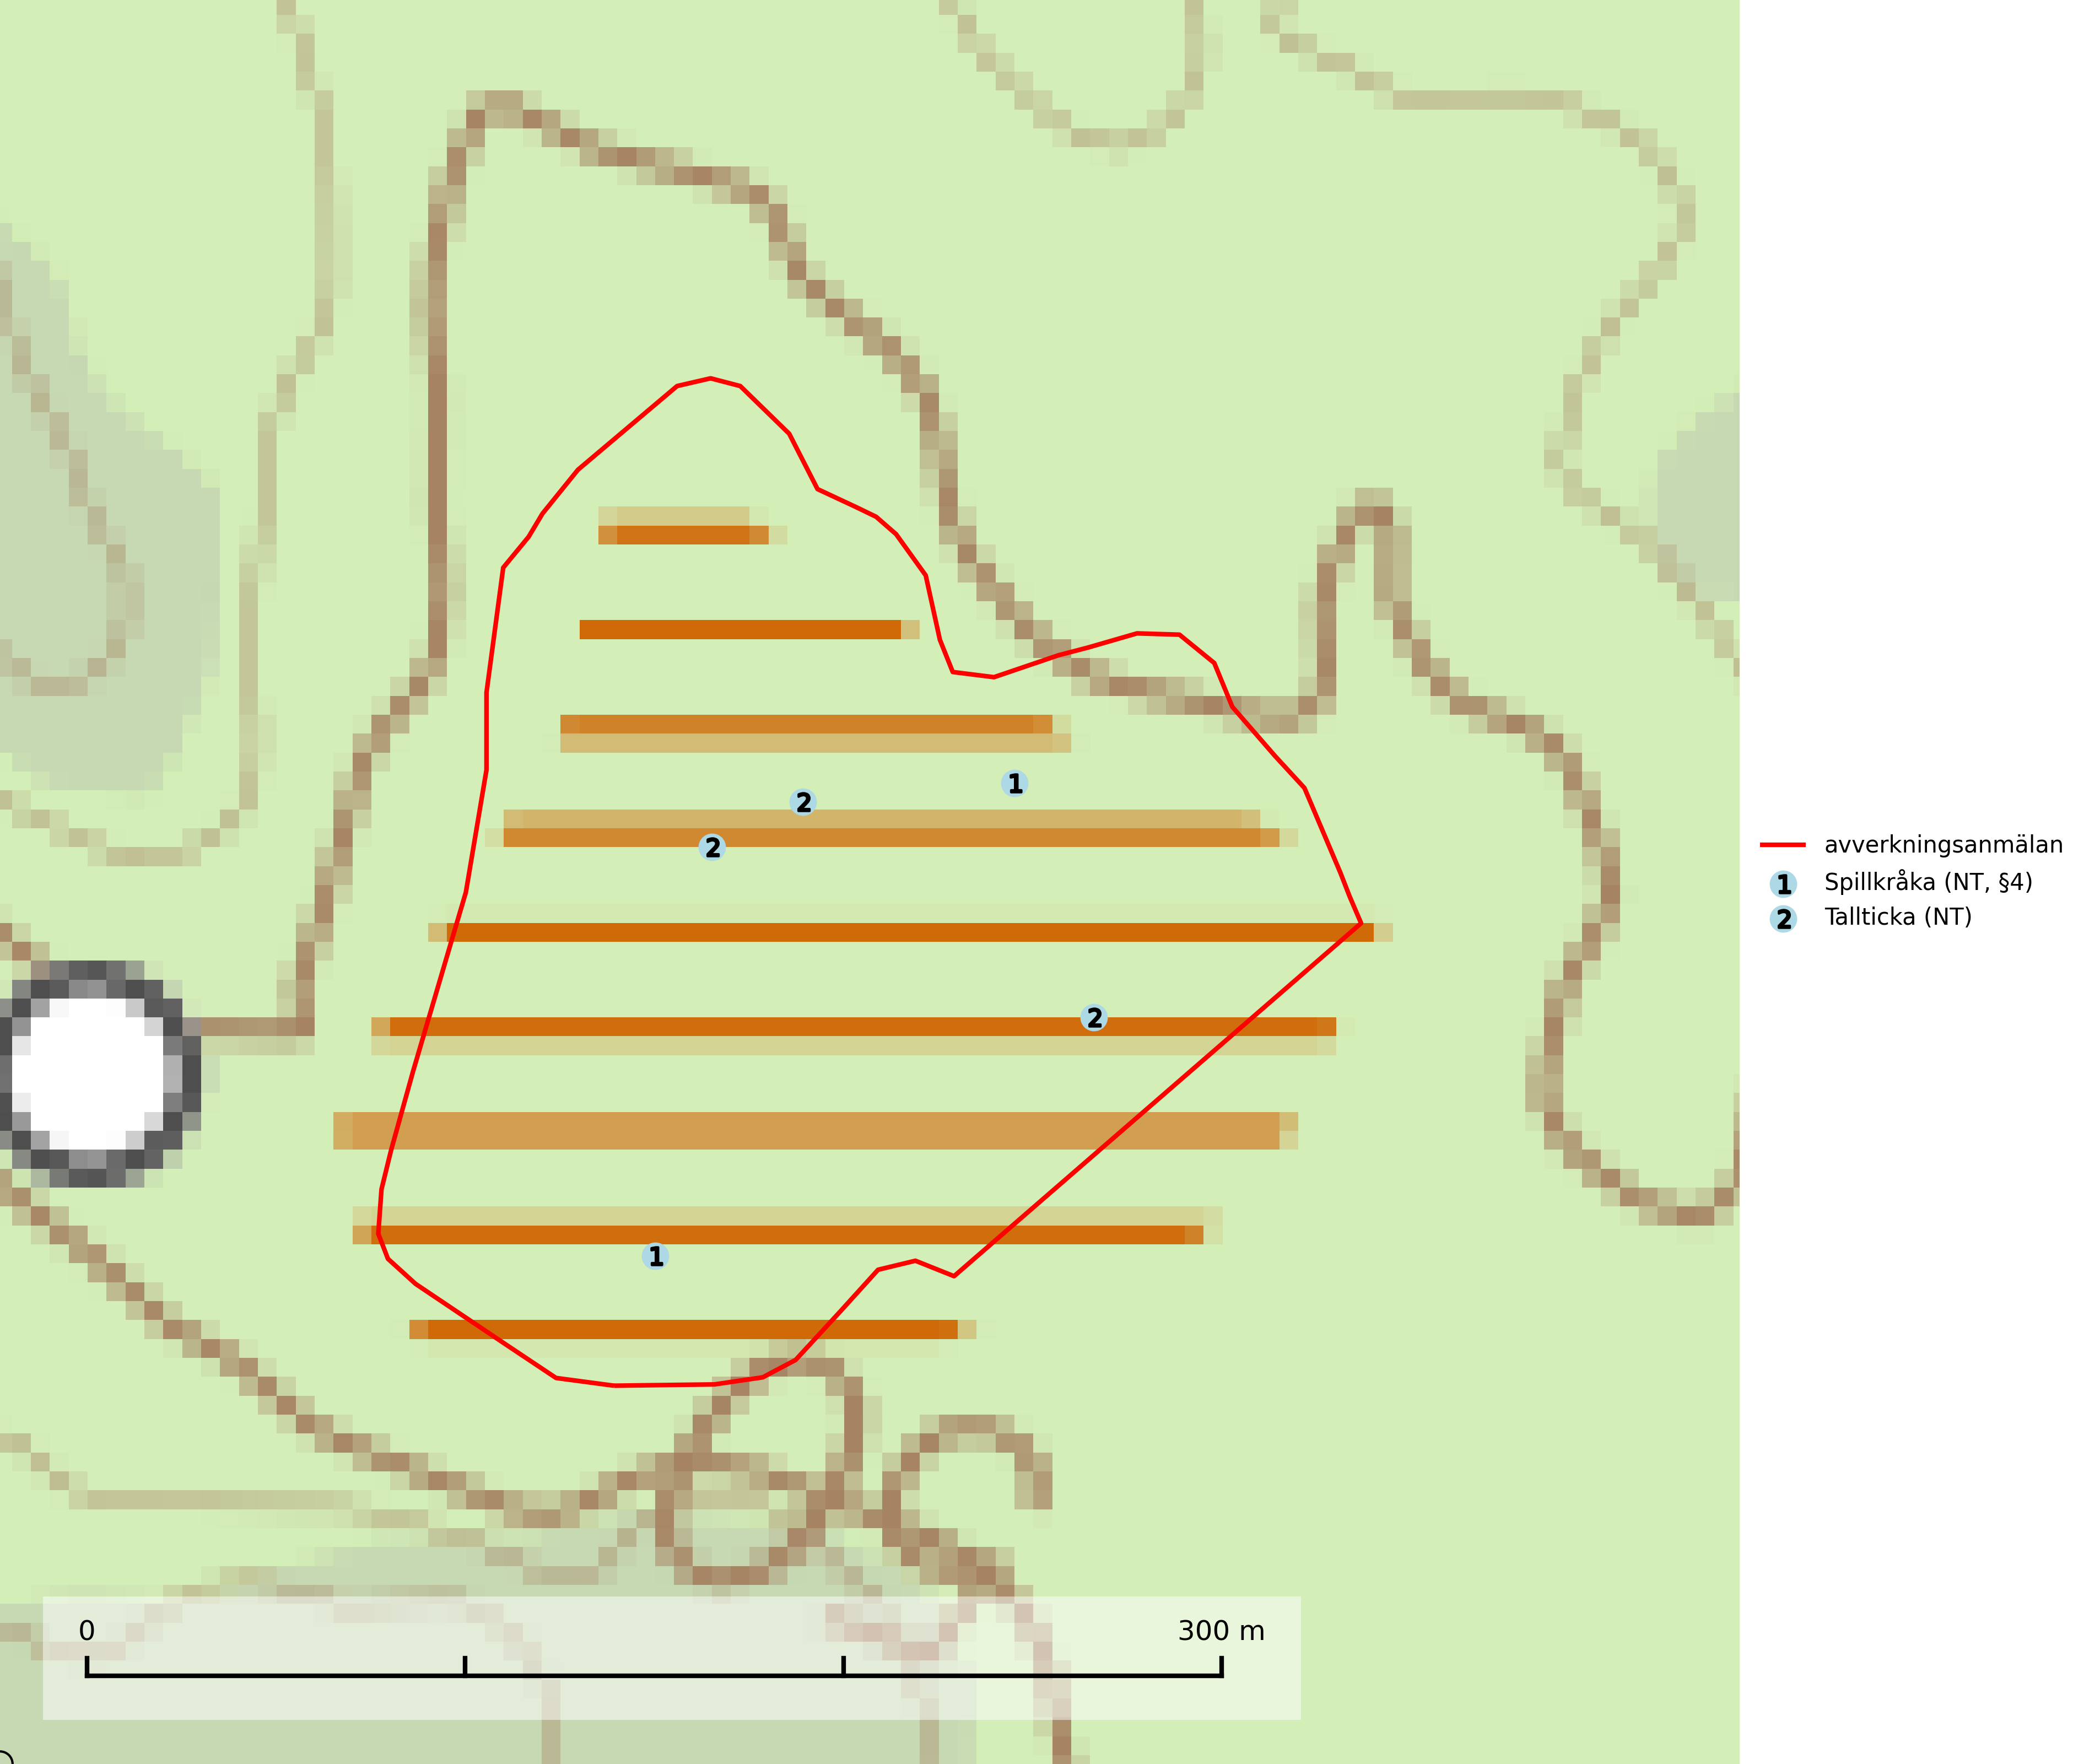 1
2
2
2
1
avverkningsanmälan
1 Spillkråka (NT, §4)
2 Tallticka (NT)
0 300 m